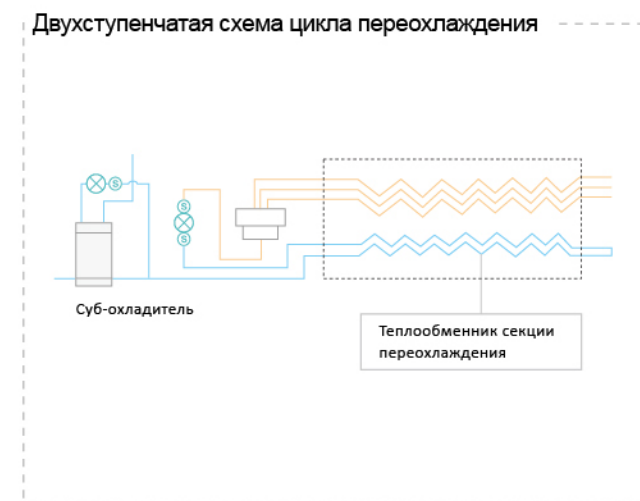 Двухступенчатая схема цикла переохлаждения
S
S
S
Суб-охладитель
Теплообменник секции
переохлаждения